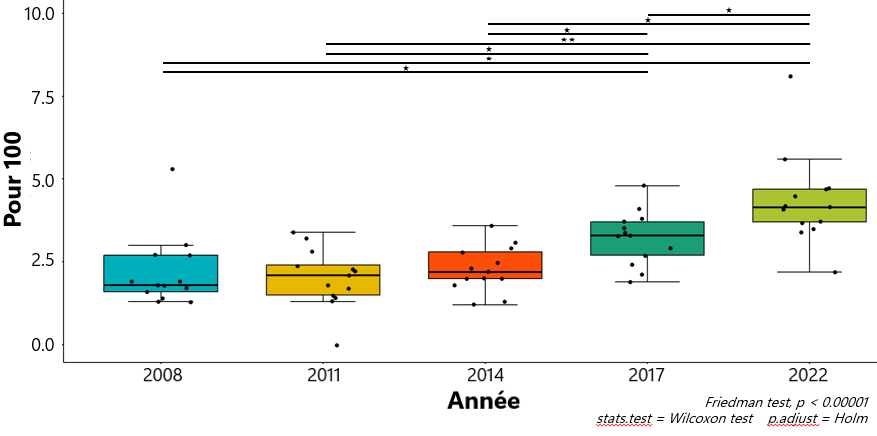 10.0
7.5
5.0
2.5
0.0
Pour 100
2008 2011 2014 2017 2022
Année
Friedman test, p < 0.00001
stats.test = Wilcoxon test p.adjust = Holm